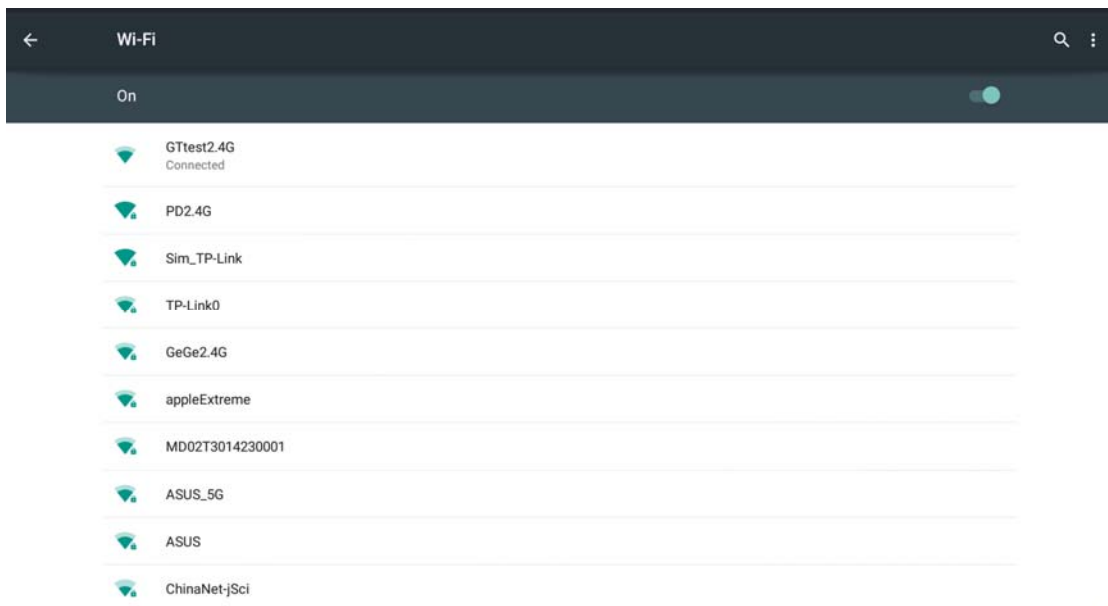 Wi-Fi
On
GTtest2.4G
Connected
PD2.4G
Sim_TP-Link
TP-Link0
GeGe2.4G
appleExtreme
MD02T3014230001
ASUS_5G
ASUS
ChinaNet-jSci